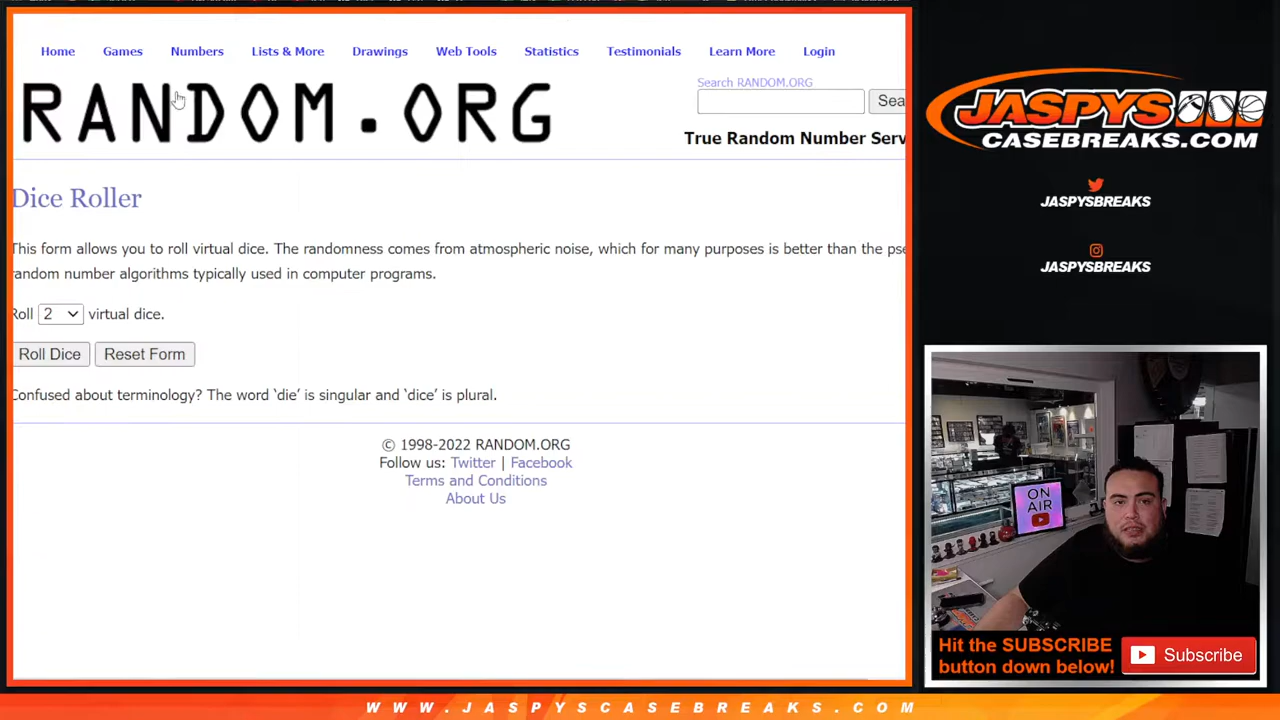 Home Games Numbers Lists & More Drawings Web Tools Statistics Testimonials Learn More Login
RANDOM.ORG
Search RANDOM.ORG
Sea
True Random Number Serv
Dice Roller
This form allows you to roll virtual dice. The randomness comes from atmospheric noise, which for many purposes is better than the pse
random number algorithms typically used in computer programs.
Roll 2 virtual dice.
Roll Dice Reset Form
Confused about terminology? The word ‘die’ is singular and ‘dice’ is plural.
© 1998-2022 RANDOM.ORG
Follow us: Twitter | Facebook
Terms and Conditions
About Us
JASPYS
CASEBREAKS.COM
JASPYSBREAKS
JASPYSBREAKS
ON
AIR
Hit the SUBSCRIBE
button down below!
Subscribe
WWW.JASPYSCASEBREAKS.COM